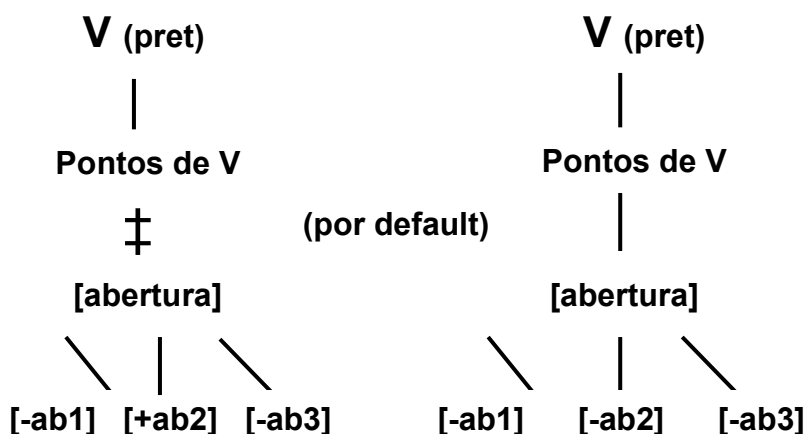 V (pret) V (pret)
Pontos de V Pontos de V
‡ (por default)
[abertura] [abertura]
[-ab1] [+ab2] [-ab3] [-ab1] [-ab2] [-ab3]